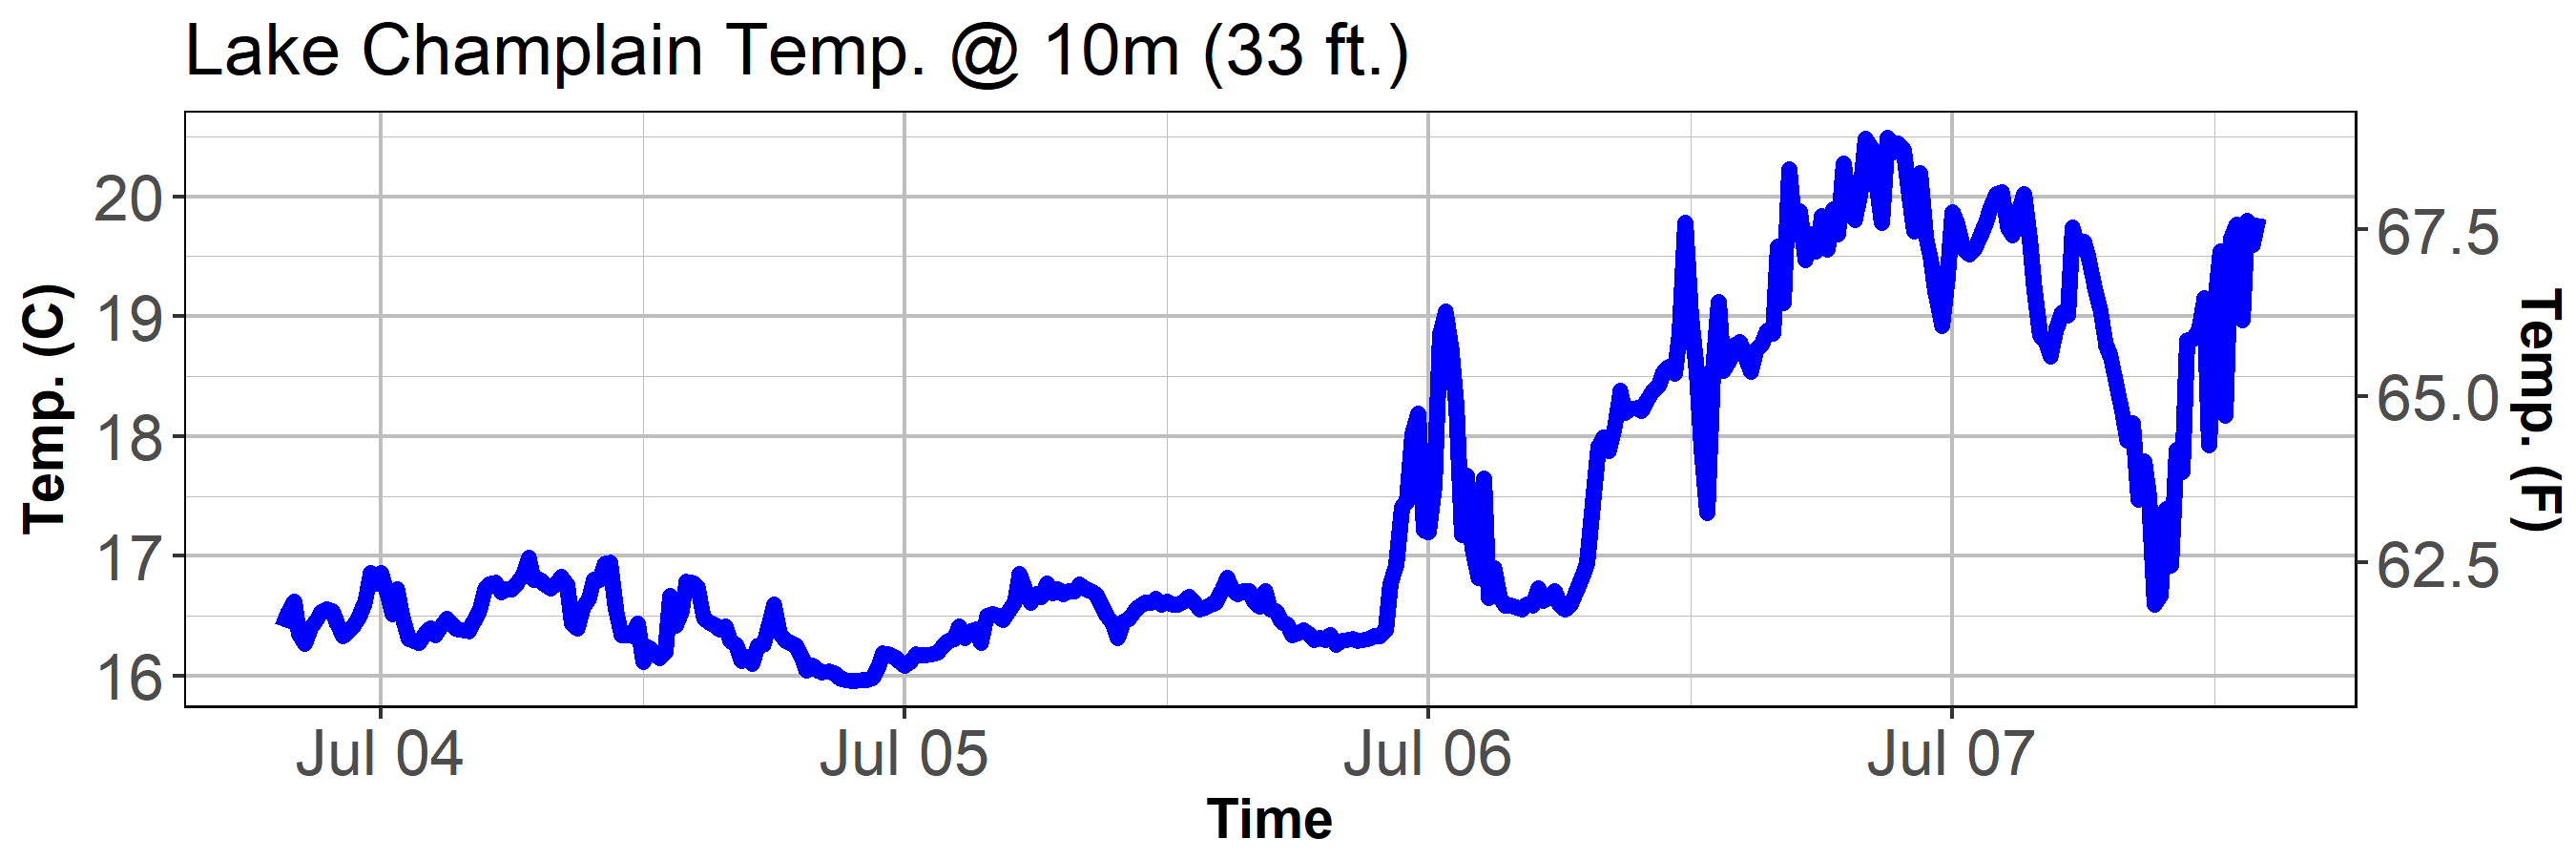 Lake Champlain Temp. @ 10m (33 ft.)
Temp. (C)
20
19
18
17
16
67.5
65.0
62.5
Temp. (F)
Jul 04 Jul 05 Jul 06 Jul 07
Time